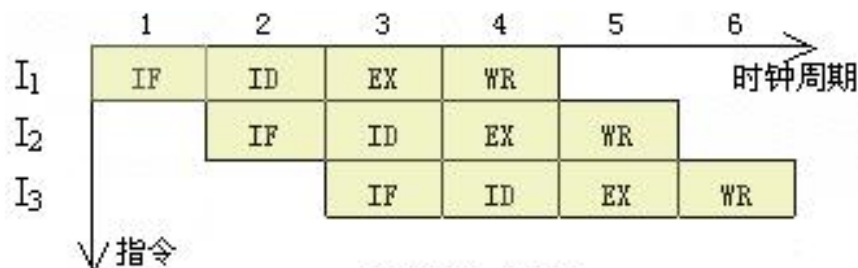 1 2 3 4 5 6
I₁ IF ID EX WR 时钟周期
I₂ IF ID EX WR
I₃ IF ID EX WR
指令